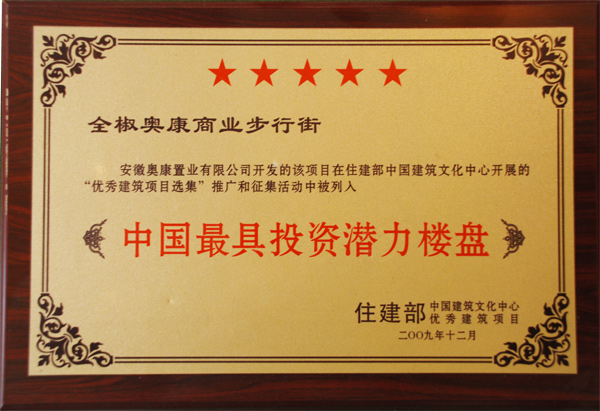 ★★★★★
全椒奥康商业步行街
安徽奥康置业有限公司开发的该项目在住建部中国建筑文化中心开展的
“优秀建筑项目选集”推广和征集活动中被列入
中国最具投资潜力楼盘
住建部 中国建筑文化中心
优秀建筑项目
二〇〇九年十二月